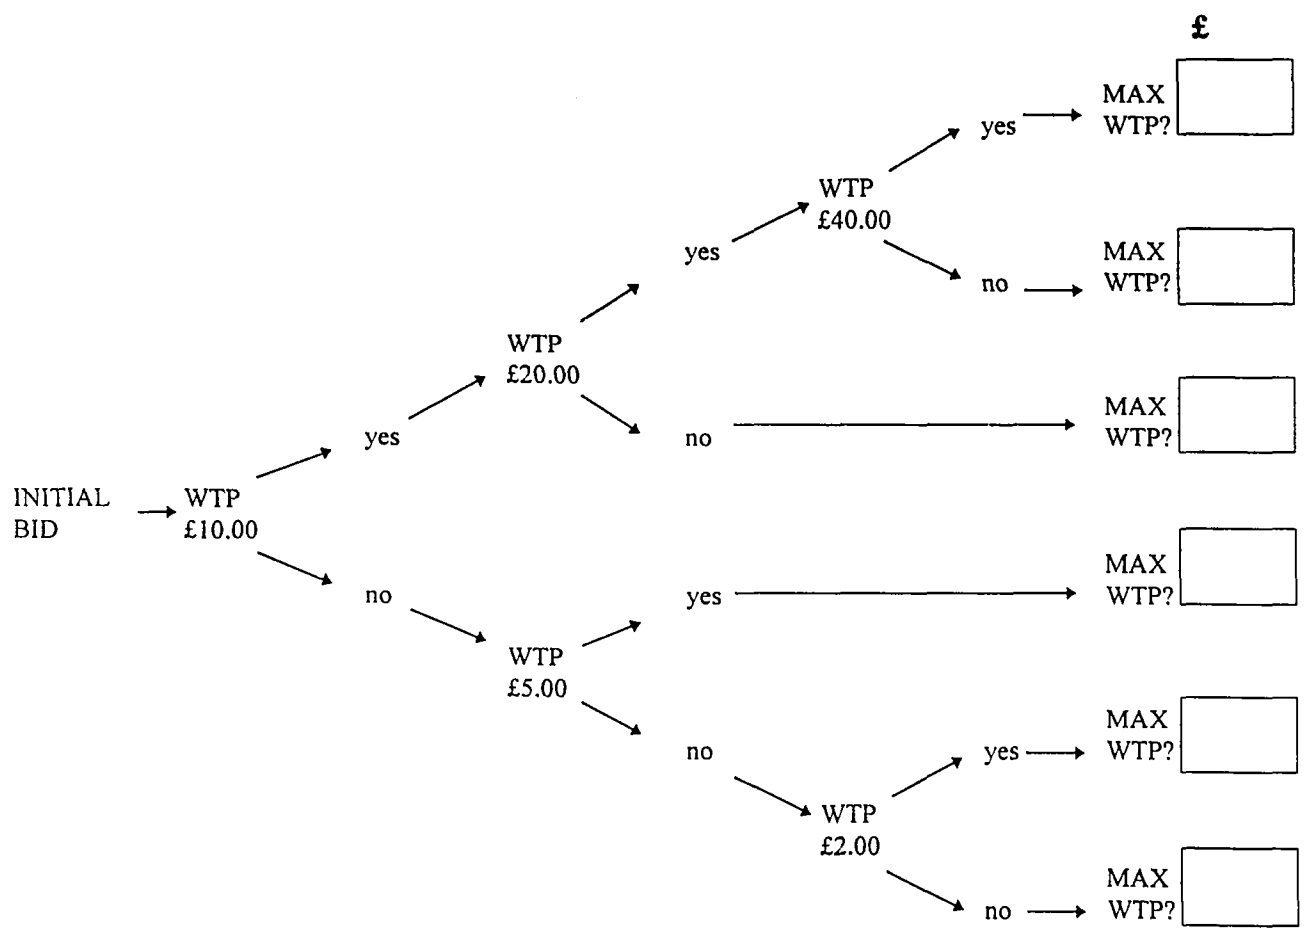 £
MAX
WTP?
yes
WTP
£40.00
yes
no
MAX
WTP?
WTP
£20.00
yes
no
MAX
WTP?
INITIAL
BID
WTP
£10.00
no
yes
MAX
WTP?
WTP
£5.00
no
yes
MAX
WTP?
WTP
£2.00
no
MAX
WTP?